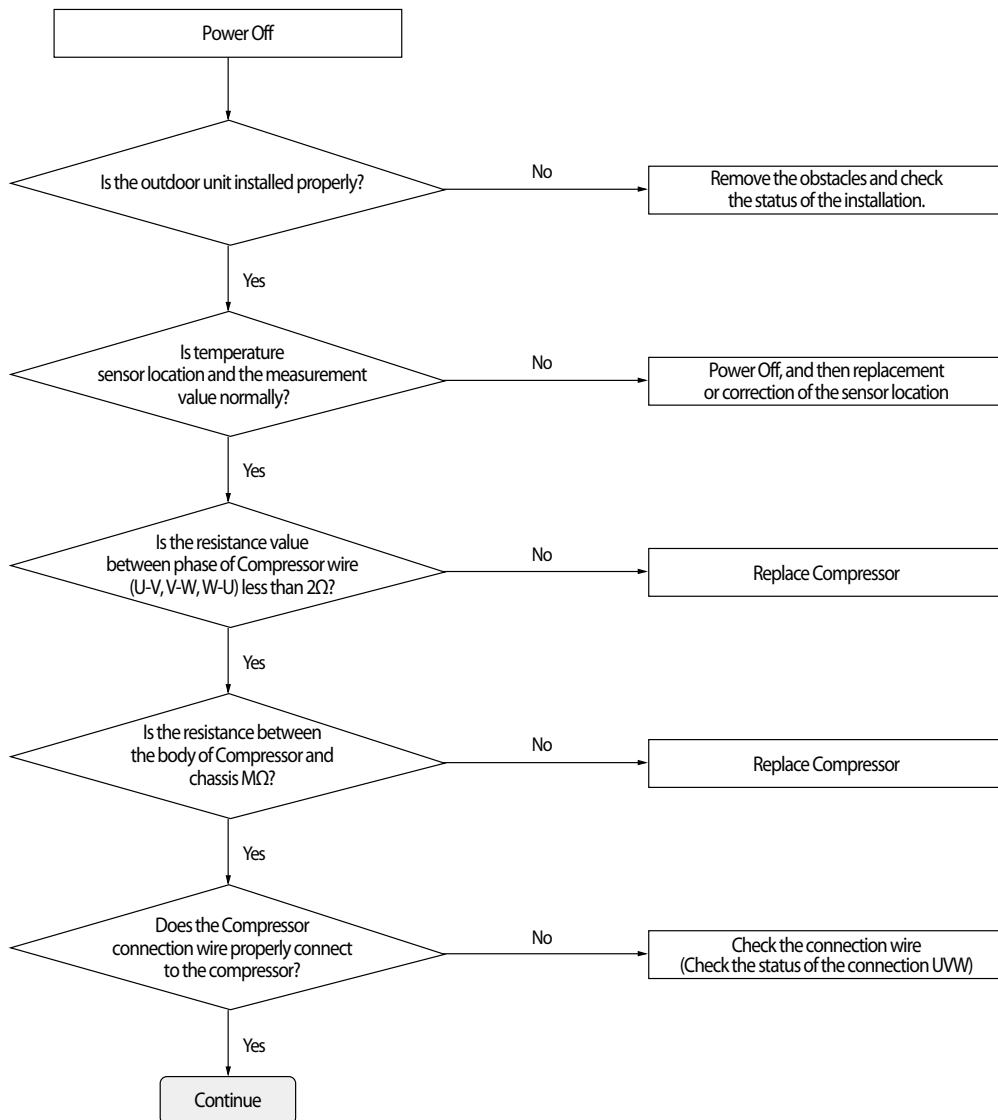 Power Off
Is the outdoor unit installed properly?
No
Remove the obstacles and check
the status of the installation.
Yes
Is temperature
sensor location and the measurement
value normally?
No
Power Off, and then replacement
or correction of the sensor location
Yes
Is the resistance value
between phase of Compressor wire
(U-V, V-W, W-U) less than 2Ω?
No
Replace Compressor
Yes
Is the resistance between
the body of Compressor and
chassis MΩ?
No
Replace Compressor
Yes
Does the Compressor
connection wire properly connect
to the compressor?
No
Check the connection wire
(Check the status of the connection UVW)
Yes
Continue